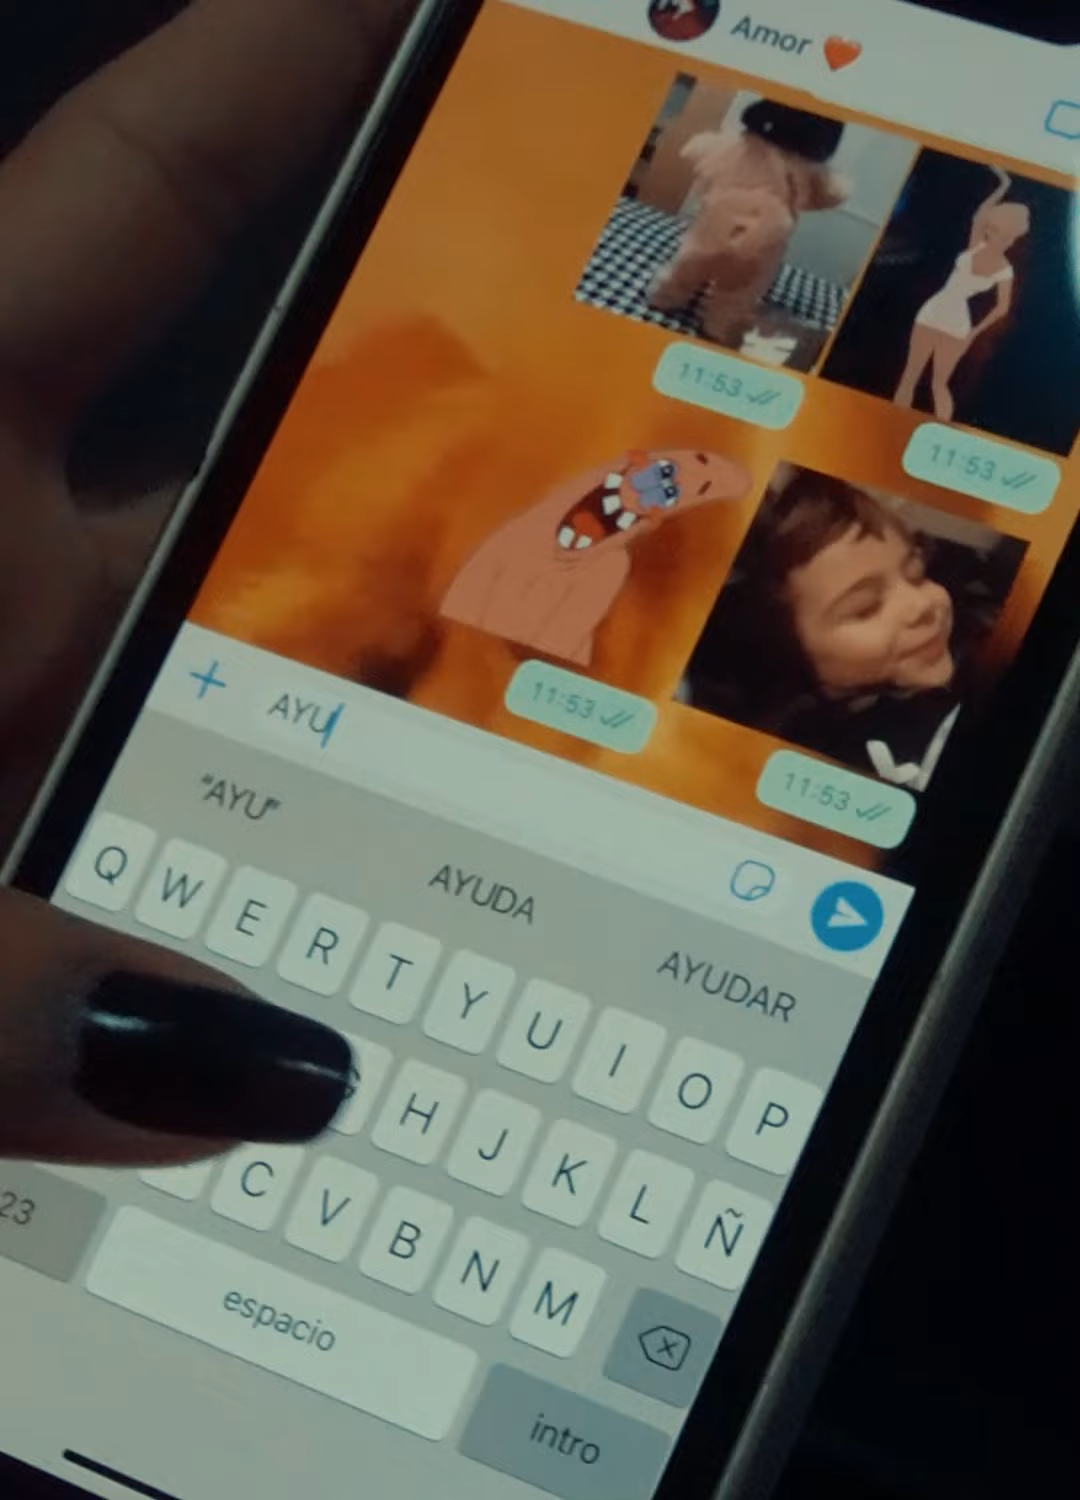 Amor ❤️
11:53
11:53
11:53
11:53
AYU
"AYU" AYUDA AYUDAR
Q W E R T Y U I O P
H J K L Ñ
C V B N M
23 espacio intro